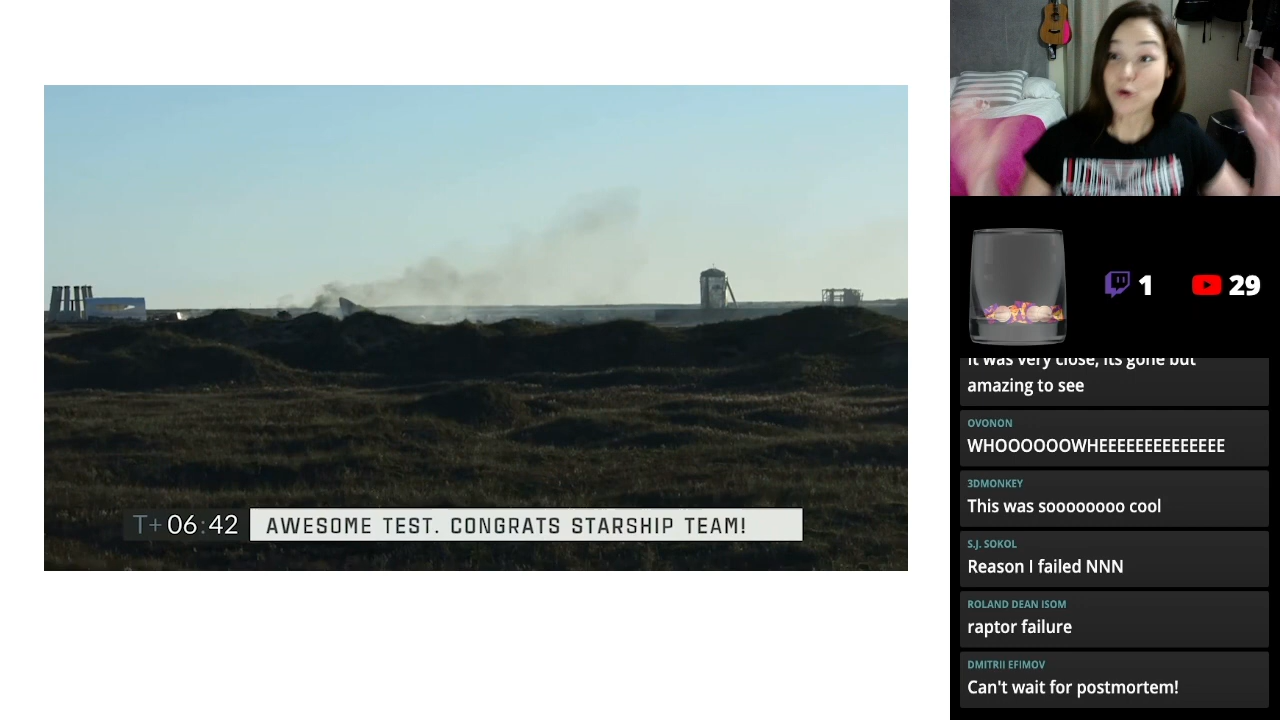 T+ 06:42 AWESOME TEST. CONGRATS STARSHIP TEAM!
1 29
It was very close, its gone but
amazing to see
OVONON
WHOOOOOOWHEEEEEEEEEEEEEE
3DMONKEY
This was soooooooo cool
S.J. SOKOL
Reason I failed NNN
ROLAND DEAN ISOM
raptor failure
DMITRII EFIMOV
Can't wait for postmortem!